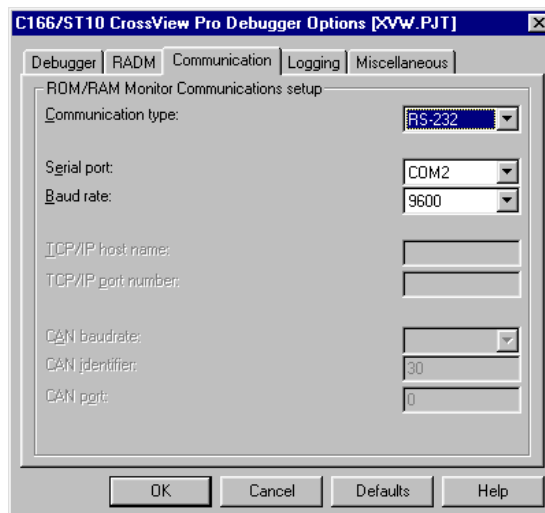 C166/ST10 CrossView Pro Debugger Options [XVW.PJT]
Debugger RADM Communication Logging Miscellaneous
ROM/RAM Monitor Communications setup
Communication type: RS-232
Serial port: COM2
Baud rate: 9600
TCP/IP host name:
TCP/IP port number:
CAN baudrate:
CAN identifier: 30
CAN port: 0
OK Cancel Defaults Help